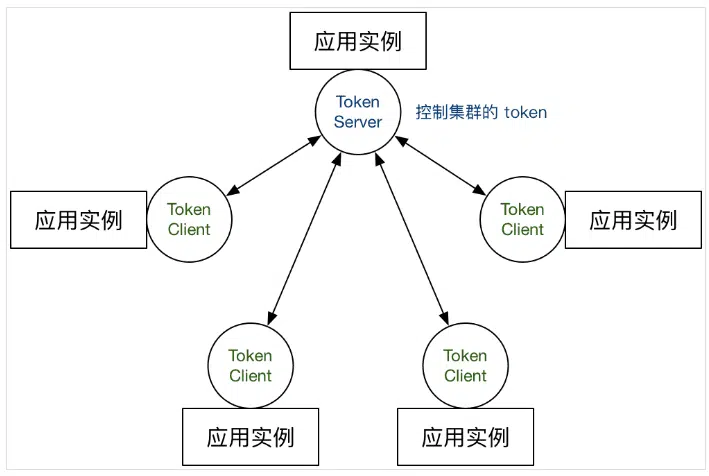 应用实例
Token
Server
控制集群的 token
应用实例
Token
Client
Token
Client
应用实例
Token
Client
Token
Client
应用实例
应用实例